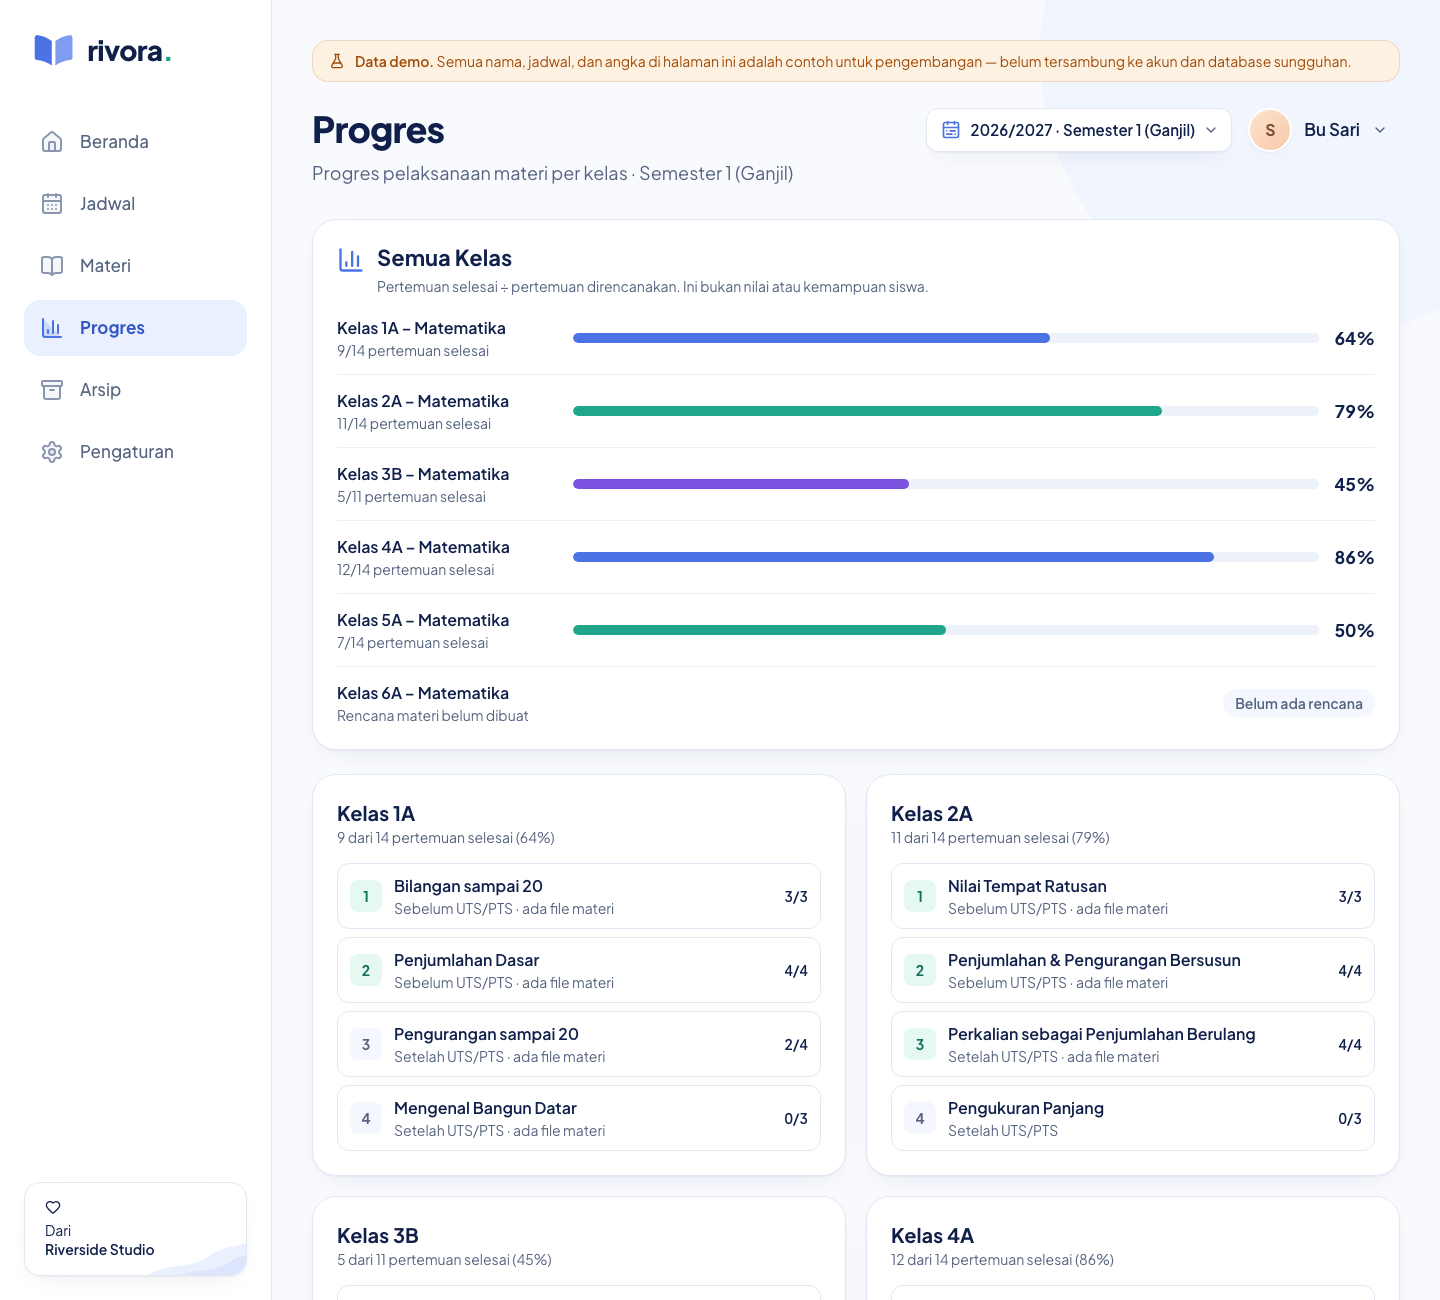 rivora.
Beranda
Jadwal
Materi
Progres
Arsip
Pengaturan
Dari
Riverside Studio
Data demo. Semua nama, jadwal, dan angka di halaman ini adalah contoh untuk pengembangan — belum tersambung ke akun dan database sungguhan.
Progres
Progres pelaksanaan materi per kelas · Semester 1 (Ganjil)
2026/2027 · Semester 1 (Ganjil)
S
Bu Sari
Semua Kelas
Pertemuan selesai ÷ pertemuan direncanakan. Ini bukan nilai atau kemampuan siswa.
Kelas 1A – Matematika
9/14 pertemuan selesai
64%
Kelas 2A – Matematika
11/14 pertemuan selesai
79%
Kelas 3B – Matematika
5/11 pertemuan selesai
45%
Kelas 4A – Matematika
12/14 pertemuan selesai
86%
Kelas 5A – Matematika
7/14 pertemuan selesai
50%
Kelas 6A – Matematika
Rencana materi belum dibuat
Belum ada rencana
Kelas 1A
9 dari 14 pertemuan selesai (64%)
1
Bilangan sampai 20
Sebelum UTS/PTS · ada file materi
3/3
2
Penjumlahan Dasar
Sebelum UTS/PTS · ada file materi
4/4
3
Pengurangan sampai 20
Setelah UTS/PTS · ada file materi
2/4
4
Mengenal Bangun Datar
Setelah UTS/PTS · ada file materi
0/3
Kelas 2A
11 dari 14 pertemuan selesai (79%)
1
Nilai Tempat Ratusan
Sebelum UTS/PTS · ada file materi
3/3
2
Penjumlahan & Pengurangan Bersusun
Sebelum UTS/PTS · ada file materi
4/4
3
Perkalian sebagai Penjumlahan Berulang
Setelah UTS/PTS · ada file materi
4/4
4
Pengukuran Panjang
Setelah UTS/PTS
0/3
Kelas 3B
5 dari 11 pertemuan selesai (45%)
Kelas 4A
12 dari 14 pertemuan selesai (86%)